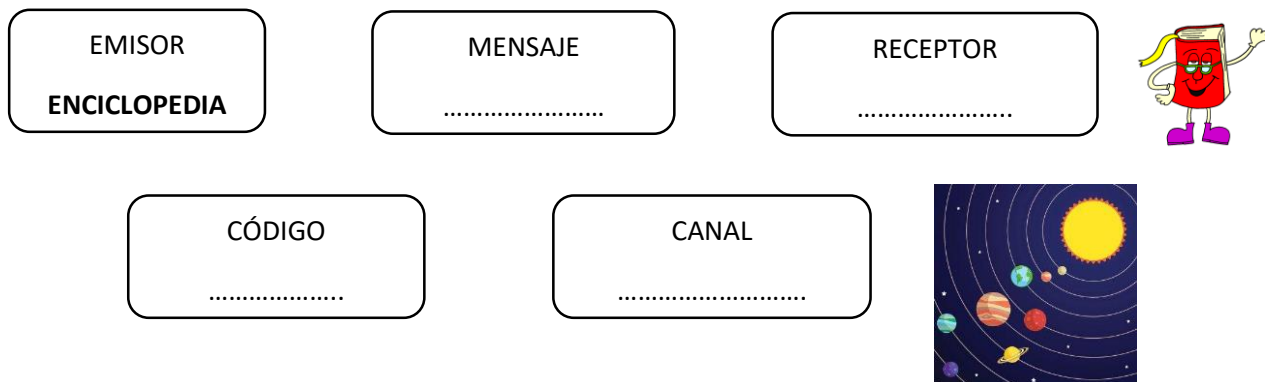 EMISOR
ENCICLOPEDIA
MENSAJE
……………………
RECEPTOR
…………………..
CÓDIGO
………………..
CANAL
……………………….